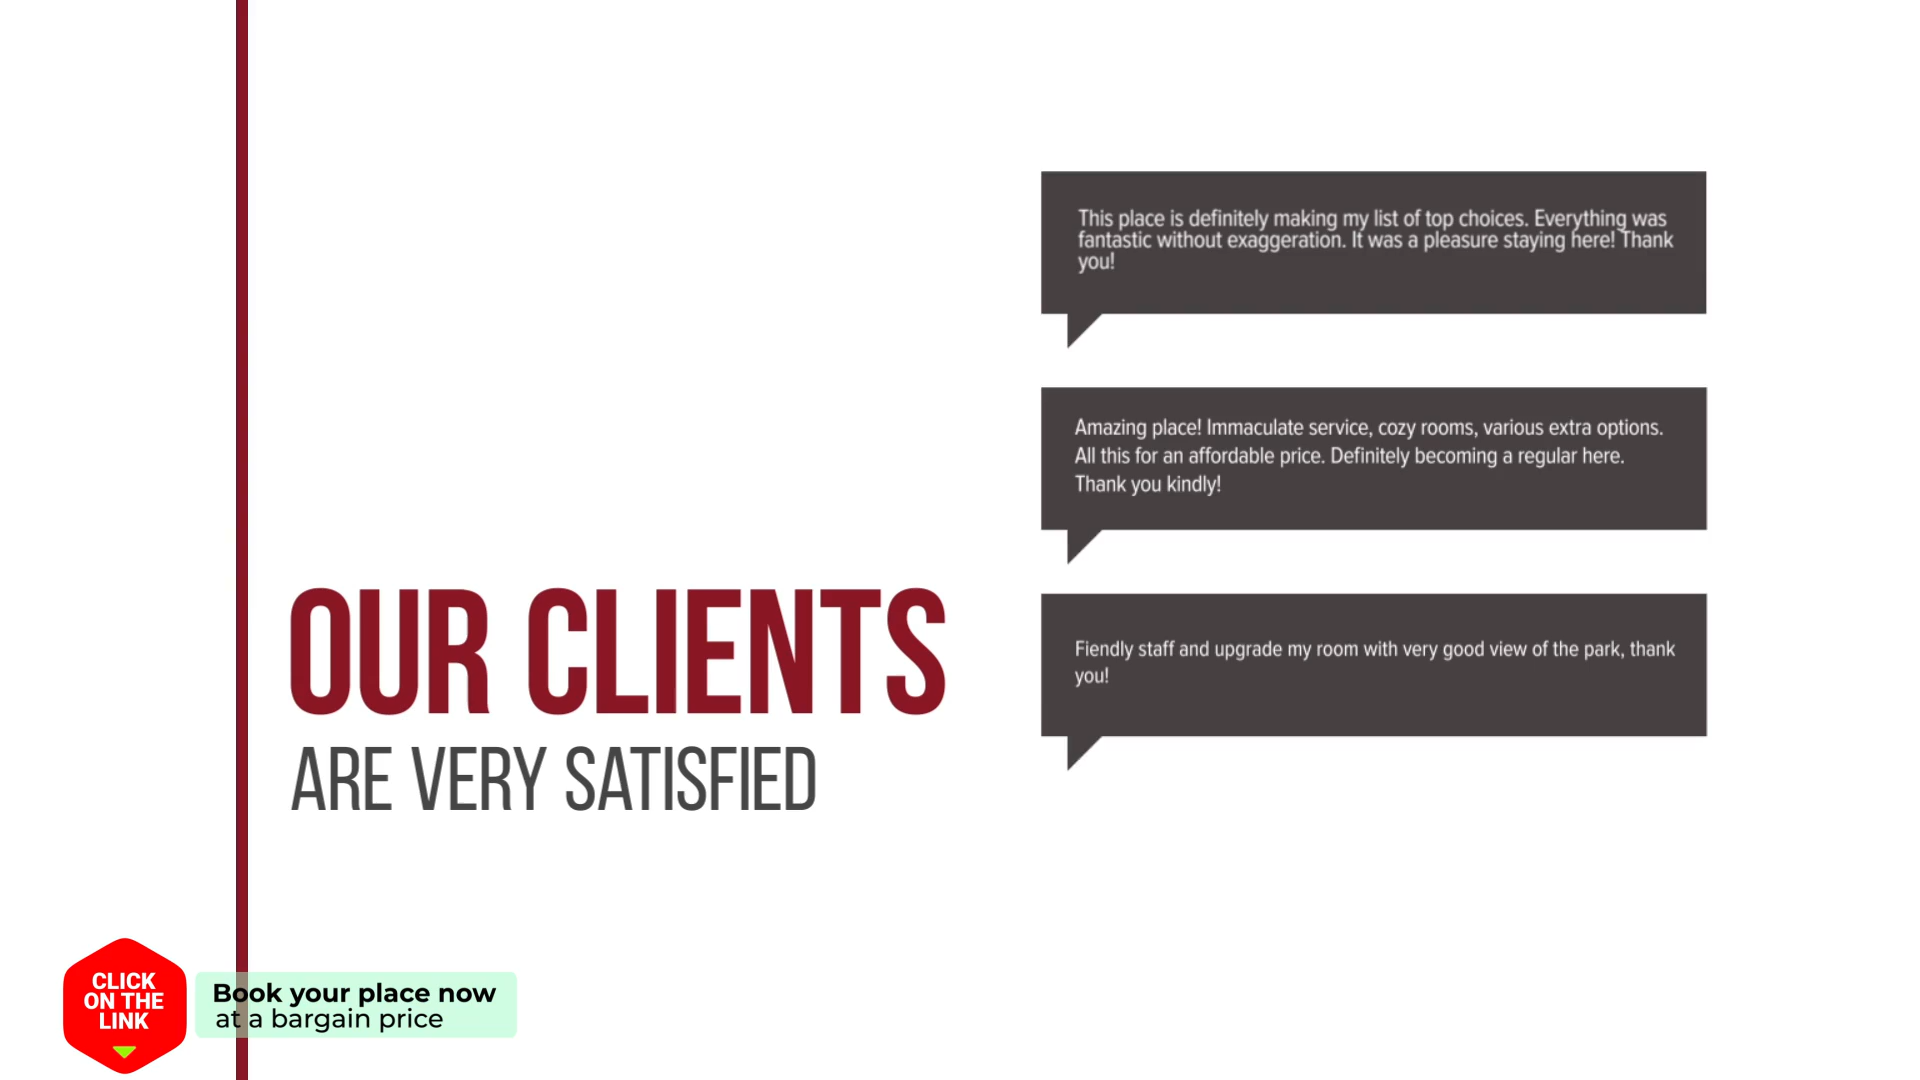 This place is definitely making my list of top choices. Everything was
fantastic without exaggeration. It was a pleasure staying here! Thank
you!
Amazing place! Immaculate service, cozy rooms, various extra options.
All this for an affordable price. Definitely becoming a regular here.
Thank you kindly!
Fiendly staff and upgrade my room with very good view of the park, thank
you!
OUR CLIENTS
ARE VERY SATISFIED
CLICK
ON THE
LINK
Book your place now
at a bargain price